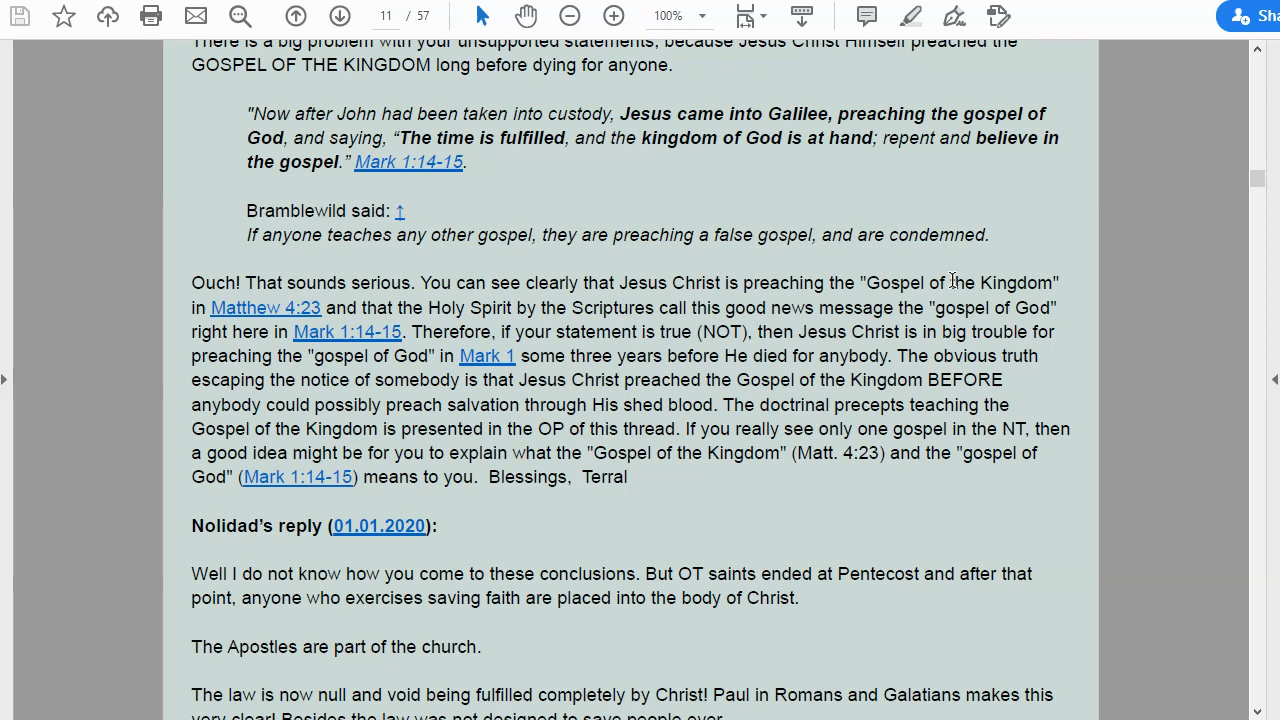 11 / 57
100%
Sha
There is a big problem with your unsupported statements, because Jesus Christ Himself preached the
GOSPEL OF THE KINGDOM long before dying for anyone.
"Now after John had been taken into custody, Jesus came into Galilee, preaching the gospel of
God, and saying, “The time is fulfilled, and the kingdom of God is at hand; repent and believe in
the gospel.” Mark 1:14-15.
Bramblewild said: ↑
If anyone teaches any other gospel, they are preaching a false gospel, and are condemned.
Ouch! That sounds serious. You can see clearly that Jesus Christ is preaching the "Gospel of the Kingdom"
in Matthew 4:23 and that the Holy Spirit by the Scriptures call this good news message the "gospel of God"
right here in Mark 1:14-15. Therefore, if your statement is true (NOT), then Jesus Christ is in big trouble for
preaching the "gospel of God" in Mark 1 some three years before He died for anybody. The obvious truth
escaping the notice of somebody is that Jesus Christ preached the Gospel of the Kingdom BEFORE
anybody could possibly preach salvation through His shed blood. The doctrinal precepts teaching the
Gospel of the Kingdom is presented in the OP of this thread. If you really see only one gospel in the NT, then
a good idea might be for you to explain what the "Gospel of the Kingdom" (Matt. 4:23) and the "gospel of
God" (Mark 1:14-15) means to you.  Blessings,  Terral
Nolidad’s reply (01.01.2020):
Well I do not know how you come to these conclusions. But OT saints ended at Pentecost and after that
point, anyone who exercises saving faith are placed into the body of Christ.
The Apostles are part of the church.
The law is now null and void being fulfilled completely by Christ! Paul in Romans and Galatians makes this
very clear! Besides the law was not designed to save people ever.